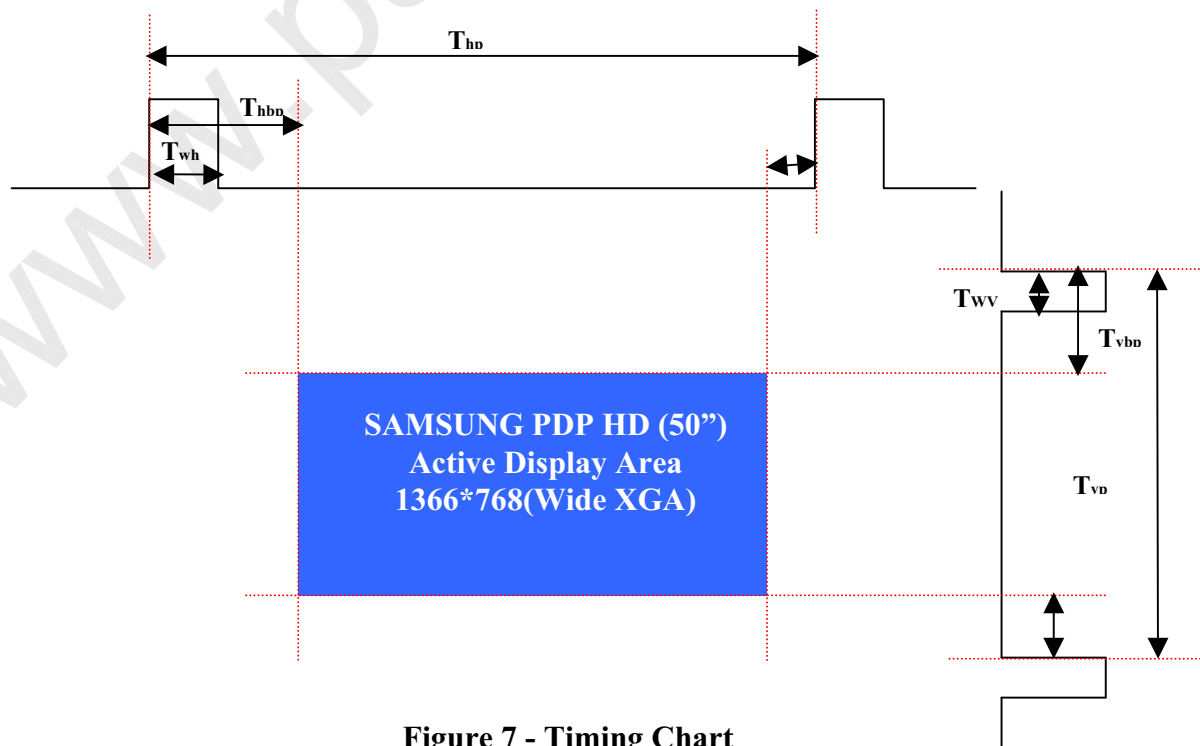 Thp
Thbp
Twh
TWV
Tvbp
SAMSUNG PDP HD (50”)
Active Display Area
1366*768(Wide XGA)
Tvp
Figure 7 - Timing Chart
www.p